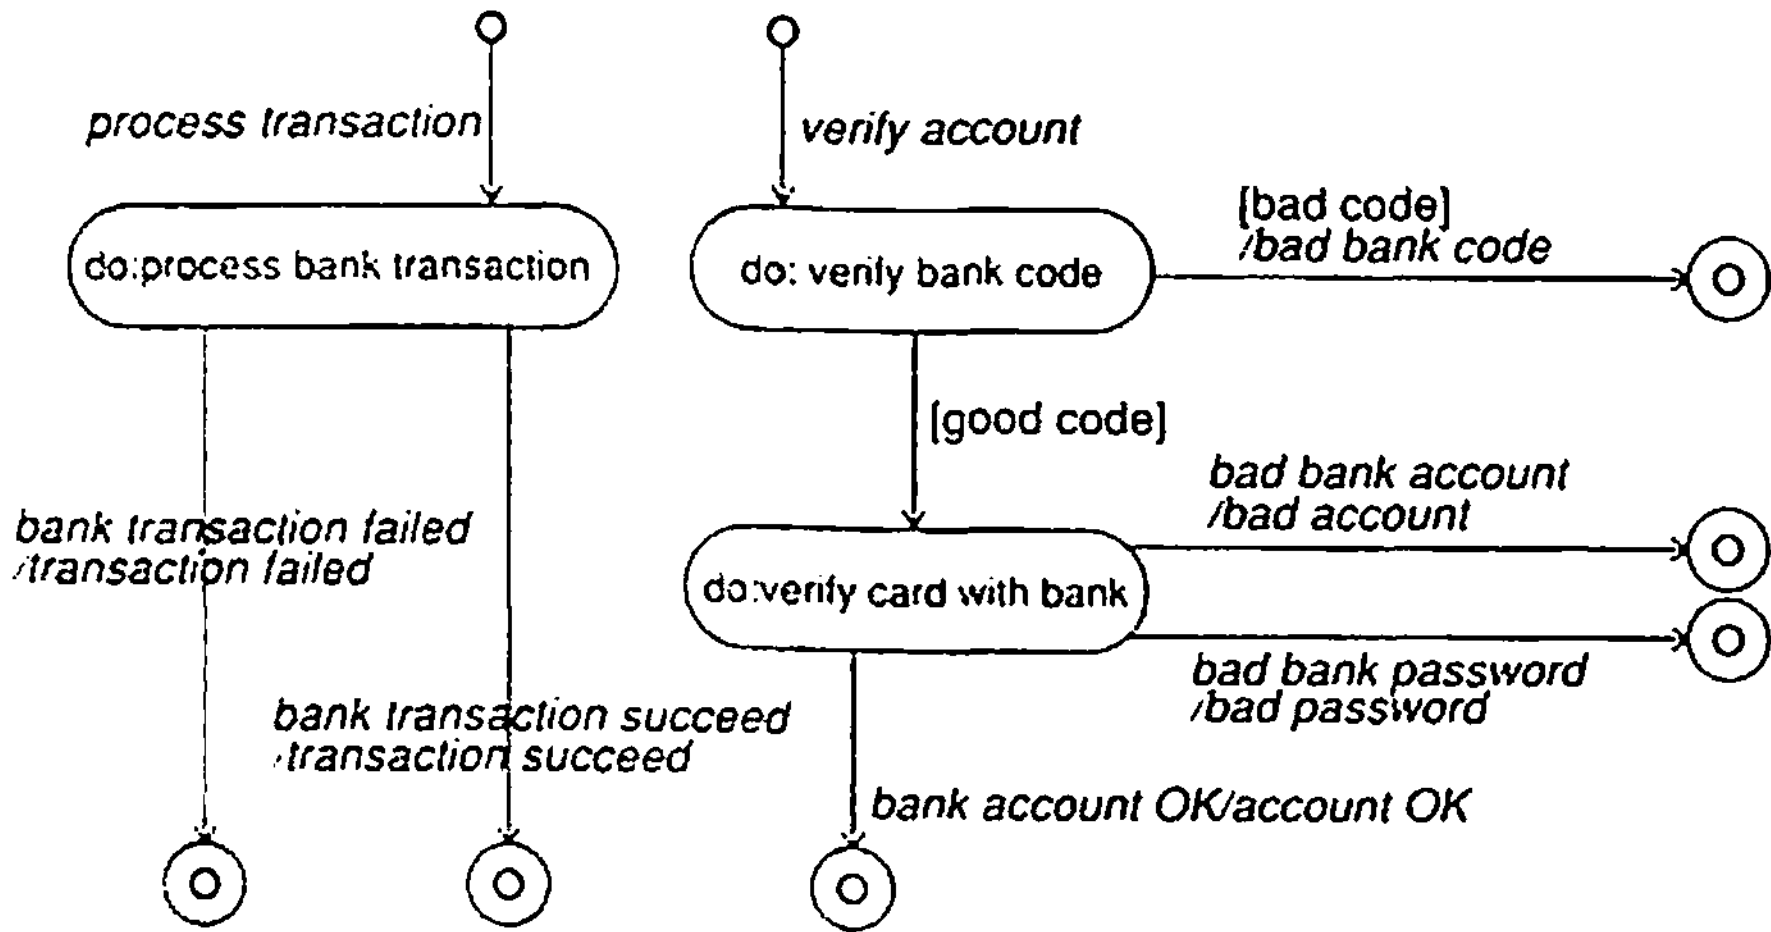 process transaction
verify account
[bad code]
/bad bank code
do:process bank transaction
do: verify bank code
[good code]
bad bank account
/bad account
bank transaction failed
/transaction failed
do:verify card with bank
bad bank password
/bad password
bank transaction succeed
/transaction succeed
bank account OK/account OK